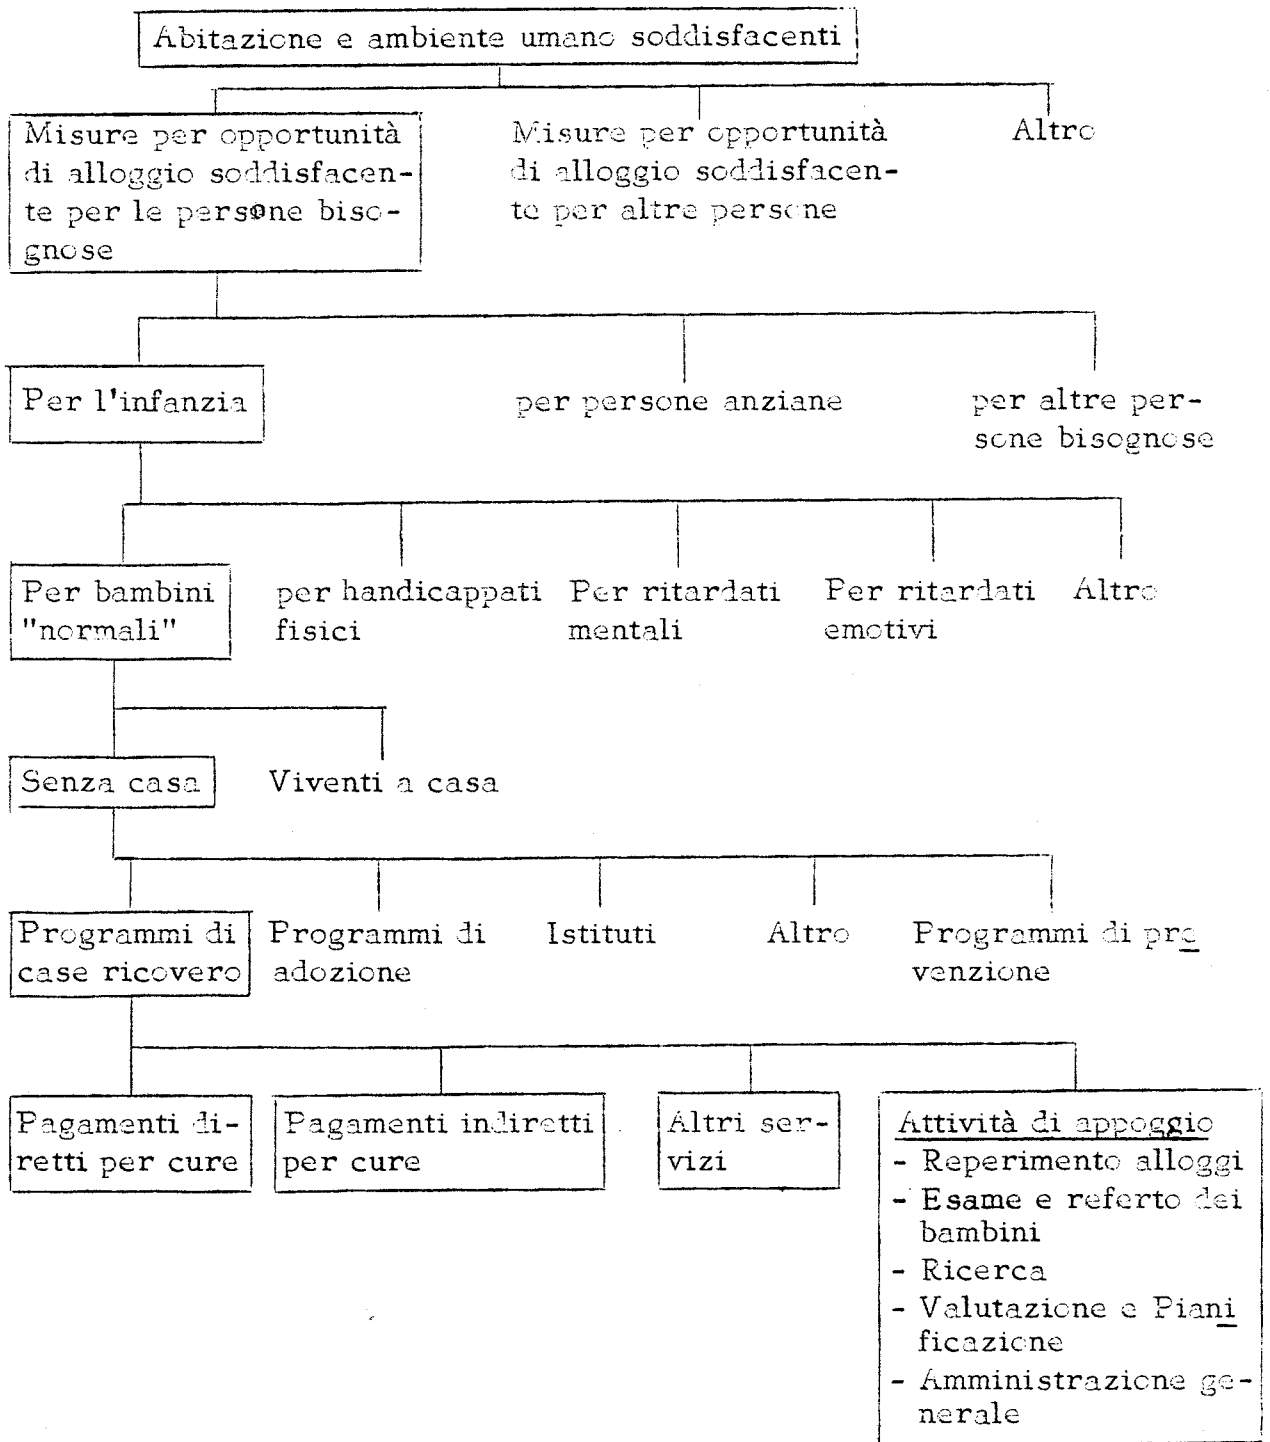 Abitazione e ambiente umano soddisfacenti
Misure per opportunità
di alloggio soddisfacen-
te per le persone biso-
gnose
Misure per opportunità
di alloggio soddisfacen-
te per altre persone
Altro
Per l'infanzia
per persone anziane
per altre per-
sone bisognose
Per bambini
"normali"
per handicappati
fisici
Per ritardati
mentali
Per ritardati
emotivi
Altro
Senza casa
Viventi a casa
Programmi di
case ricovero
Programmi di
adozione
Istituti
Altro
Programmi di pre
venzione
Pagamenti di-
retti per cure
Pagamenti indiretti
per cure
Altri ser-
vizi
Attività di appoggio
- Reperimento alloggi
- Esame e referto dei
bambini
- Ricerca
- Valutazione e Piani
ficazione
- Amministrazione ge-
nerale